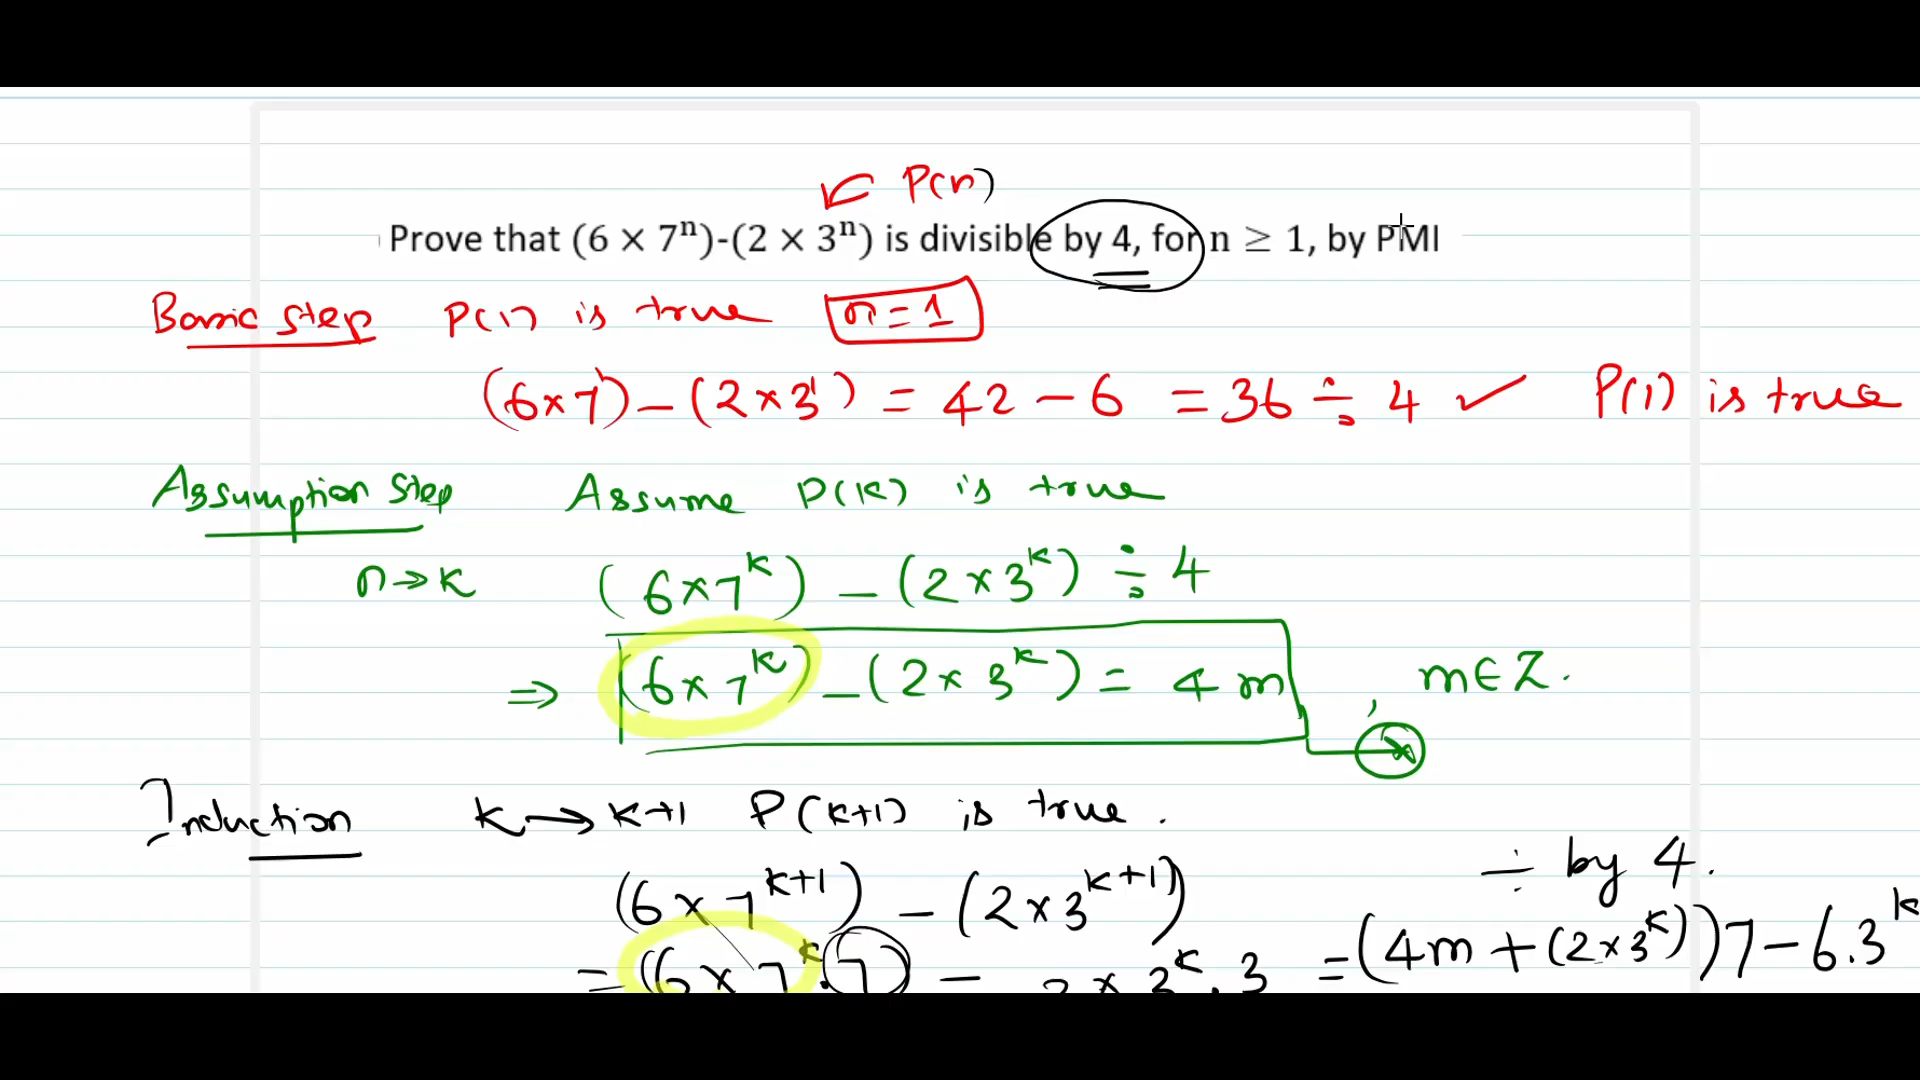 P(n)
Prove that (6 × 7ⁿ)-(2 × 3ⁿ) is divisible by 4, for n ≥ 1, by PMI
Basic step P(1) is true n = 1
(6×7¹) – (2×3¹) = 42 – 6 = 36 ÷ 4 ✓ P(1) is true
Assumption step Assume P(k) is true
n → k (6×7ᵏ) – (2×3ᵏ) ÷ 4
⇒ (6×7ᵏ) – (2×3ᵏ) = 4m, m∈Z.
Induction k → k+1 P(k+1) is true.
(6×7ᵏ⁺¹) – (2×3ᵏ⁺¹) ÷ by 4.
= (6×7ᵏ.7) – 2×3ᵏ.3 = (4m + (2×3ᵏ))7 – 6.3ᵏ